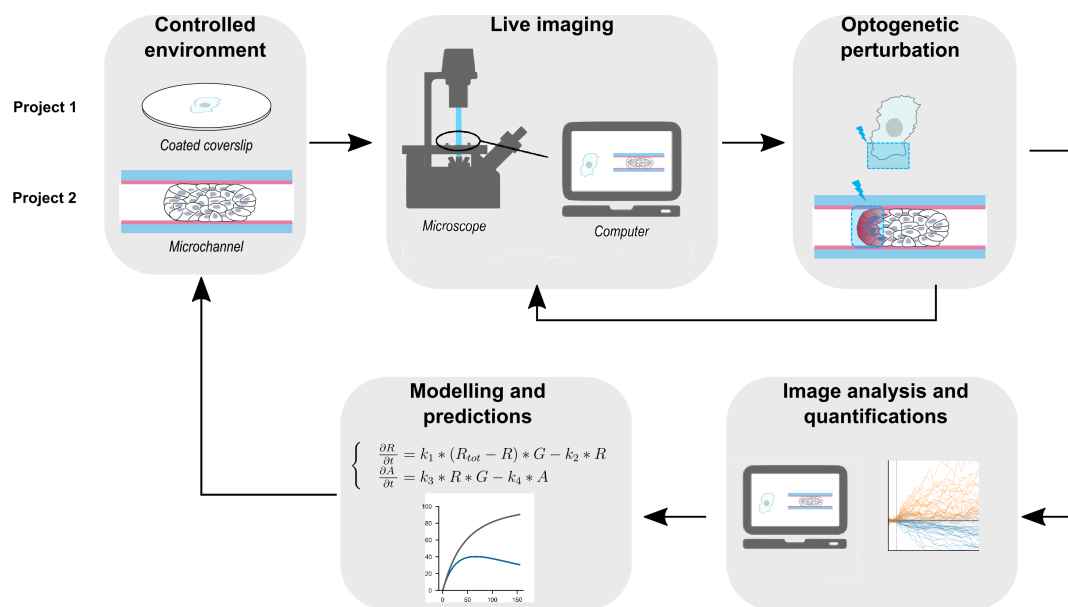 Controlled
environment
Live imaging
Optogenetic
perturbation
Project 1
Coated coverslip
Project 2
Microchannel
Microscope
Computer
Modelling and
predictions
∂R/∂t = k₁ * (R_tot − R) * G − k₂ * R
∂A/∂t = k₃ * R * G − k₄ * A
100
80
60
40
20
0
0 50 100 150
Image analysis and
quantifications